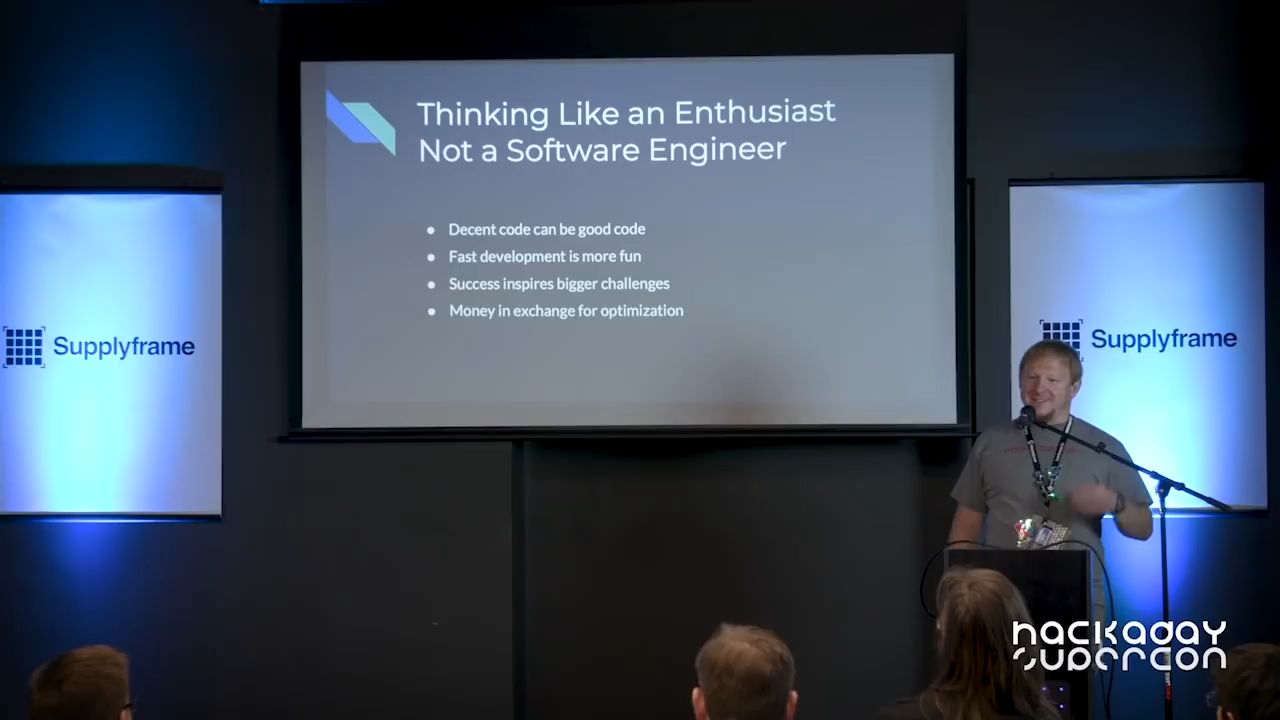 Thinking Like an Enthusiast
Not a Software Engineer
● Decent code can be good code
● Fast development is more fun
● Success inspires bigger challenges
● Money in exchange for optimization
Supplyframe
Supplyframe
hackaday
supercon